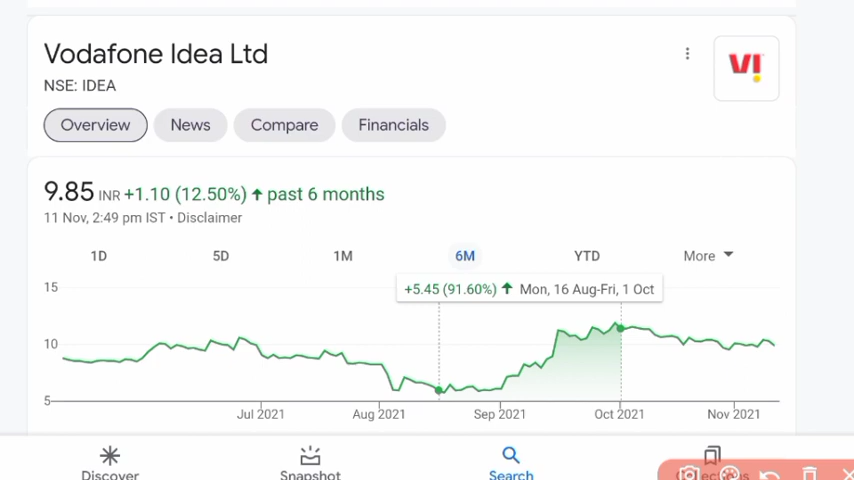 Vodafone Idea Ltd
NSE: IDEA
VI
Overview News Compare Financials
9.85 INR +1.10 (12.50%) ↑ past 6 months
11 Nov, 2:49 pm IST • Disclaimer
1D 5D 1M 6M YTD More
+5.45 (91.60%) ↑ Mon, 16 Aug-Fri, 1 Oct
15
10
5
Jul 2021 Aug 2021 Sep 2021 Oct 2021 Nov 2021
Discover Snapshot Search